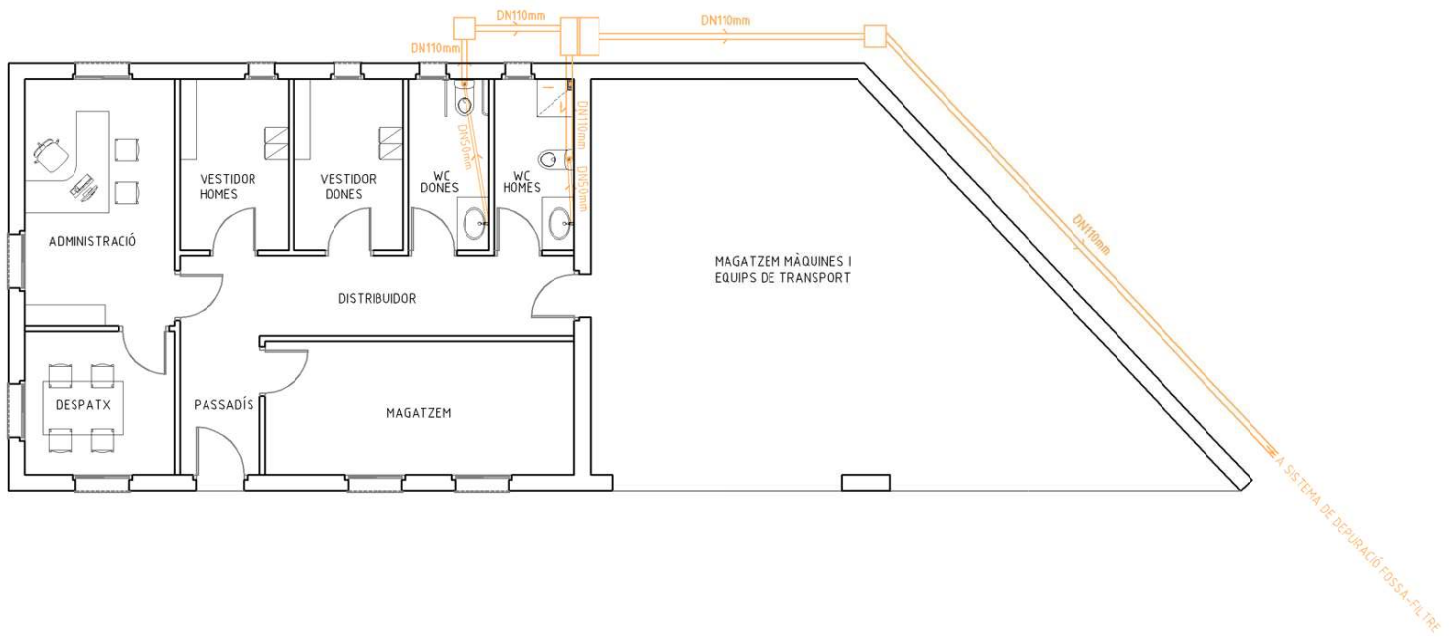 DN110mm
DN110mm
DN110mm
DN50mm
DN110mm
DN50mm
VESTIDOR
HOMES
VESTIDOR
DONES
WC
DONES
WC
HOMES
ADMINISTRACIÓ
DN110mm
MAGATZEM MÀQUINES I
EQUIPS DE TRANSPORT
DISTRIBUIDOR
DESPATX
PASSADÍS
MAGATZEM
A SISTEMA DE DEPURACIÓ FOSSA-FILTRE